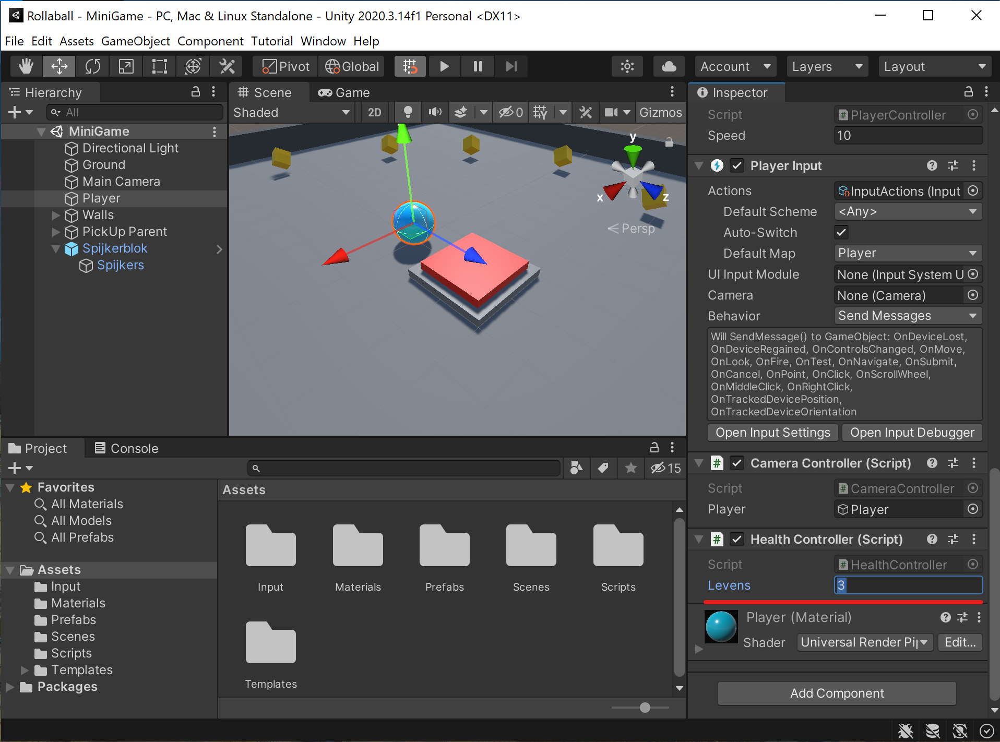 Rollaball - MiniGame - PC, Mac & Linux Standalone - Unity 2020.3.14f1 Personal <DX11>
File Edit Assets GameObject Component Tutorial Window Help
Pivot Global Account Layers Layout
Hierarchy
All
MiniGame
Directional Light
Ground
Main Camera
Player
Walls
PickUp Parent
Spijkerblok
Spijkers
Scene Game
Shaded 2D 0 Gizmos
y
x
z
Persp
Inspector
Script # PlayerController
Speed 10
Player Input
Actions InputActions (Input
Default Scheme <Any>
Auto-Switch
Default Map Player
UI Input Module None (Input System U
Camera None (Camera)
Behavior Send Messages
Will SendMessage() to GameObject: OnDeviceLost,
OnDeviceRegained, OnControlsChanged, OnMove,
OnLook, OnFire, OnTest, OnNavigate, OnSubmit,
OnCancel, OnPoint, OnClick, OnScrollWheel,
OnMiddleClick, OnRightClick,
OnTrackedDevicePosition,
OnTrackedDeviceOrientation
Open Input Settings Open Input Debugger
# Camera Controller (Script)
Script # CameraController
Player Player
# Health Controller (Script)
Script # HealthController
Levens 3
Player (Material)
Shader Universal Render Pi Edit...
Add Component
Project Console
15
Favorites
All Materials
All Models
All Prefabs
Assets
Input
Materials
Prefabs
Scenes
Scripts
Templates
Packages
Assets
Input Materials Prefabs Scenes Scripts
Templates